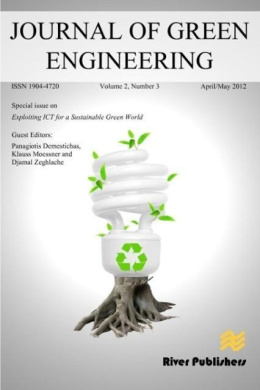 JOURNAL OF GREEN
ENGINEERING
ISSN 1904-4720 Volume 2, Number 3 April/May 2012
Special issue on
Exploiting ICT for a Sustainable Green World
Guest Editors:
Panagiotis Demestichas,
Klauss Moessner and
Djamal Zeghlache
River Publishers